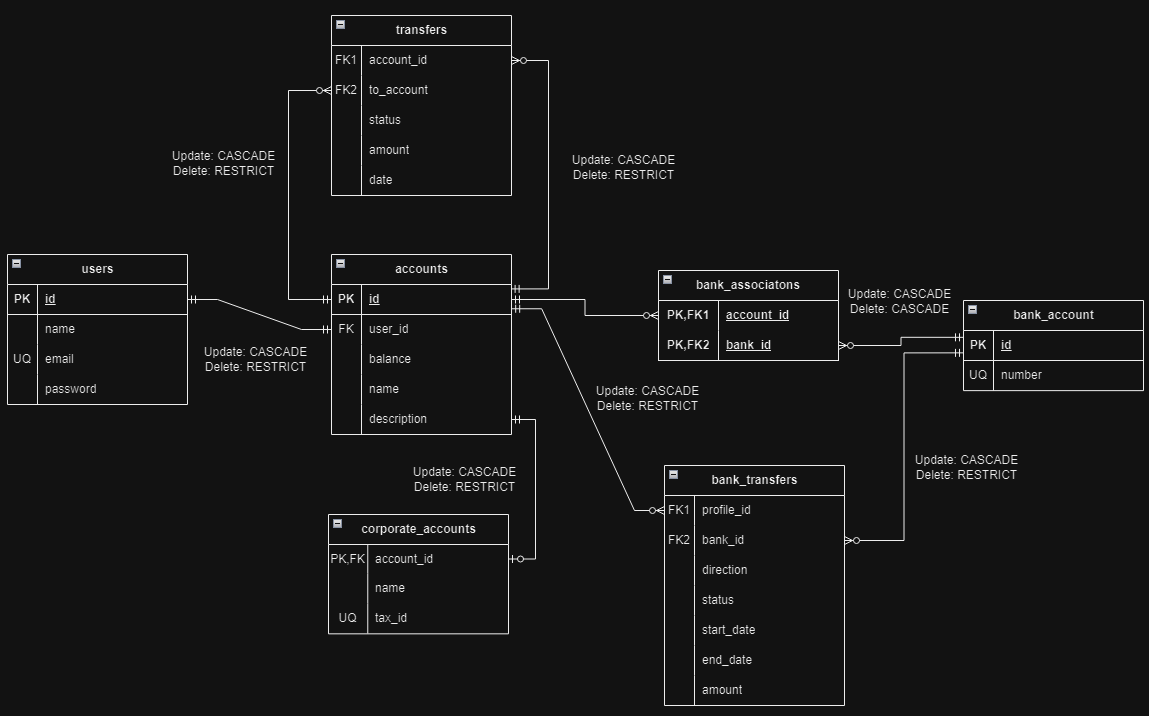 transfers
FK1 account_id
FK2 to_account
status
amount
date
Update: CASCADE
Delete: RESTRICT
Update: CASCADE
Delete: RESTRICT
users
PK id
name
UQ email
password
Update: CASCADE
Delete: RESTRICT
accounts
PK id
FK user_id
balance
name
description
bank_associatons
PK,FK1 account_id
PK,FK2 bank_id
Update: CASCADE
Delete: CASCADE
bank_account
PK id
UQ number
Update: CASCADE
Delete: RESTRICT
Update: CASCADE
Delete: RESTRICT
Update: CASCADE
Delete: RESTRICT
corporate_accounts
PK,FK account_id
name
UQ tax_id
bank_transfers
FK1 profile_id
FK2 bank_id
direction
status
start_date
end_date
amount